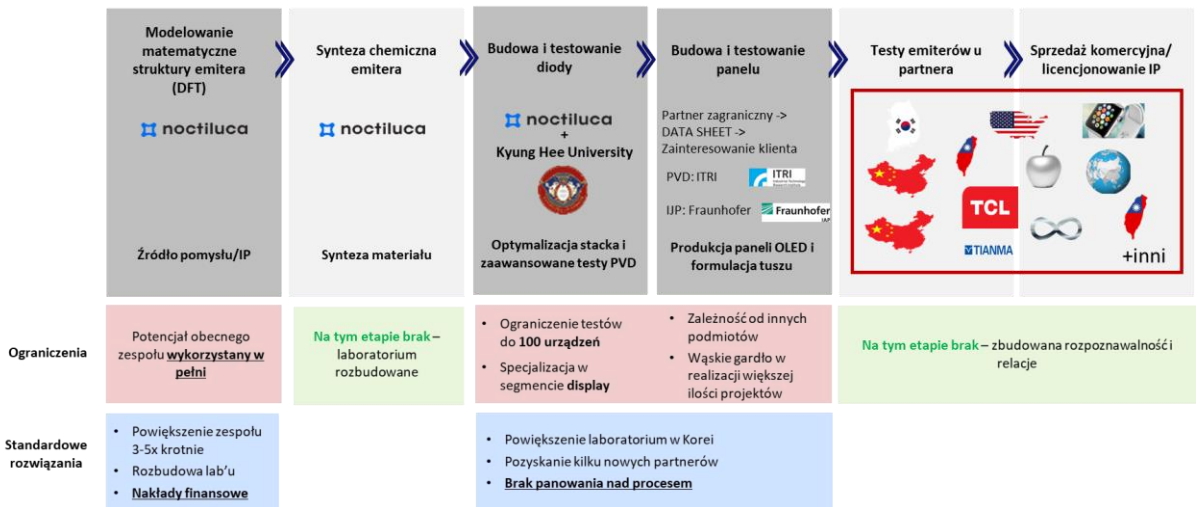 Modelowanie
matematyczne
struktury emitera
(DFT)
noctiluca
Źródło pomysłu/IP
Synteza chemiczna
emitera
noctiluca
Synteza materiału
Budowa i testowanie
diody
noctiluca
+
Kyung Hee University
Optymalizacja stacka i
zaawansowane testy PVD
Budowa i testowanie
panelu
Partner zagraniczny ->
DATA SHEET ->
Zainteresowanie klienta
PVD: ITRI
ITRI
IJP: Fraunhofer
Fraunhofer
IAP
Produkcja paneli OLED i
formulacja tuszu
Testy emiterów u
partnera
Sprzedaż komercyjna/
licencjonowanie IP
TCL
TIANMA
+inni
Ograniczenia
Potencjał obecnego
zespołu wykorzystany w
pełni
Na tym etapie brak –
laboratorium
rozbudowane
• Ograniczenie testów
do 100 urządzeń
• Specjalizacja w
segmencie display
• Zależność od innych
podmiotów
• Wąskie gardło w
realizacji większej
ilości projektów
Na tym etapie brak – zbudowana rozpoznawalność i
relacje
Standardowe
rozwiązania
• Powiększenie zespołu
3-5x krotnie
• Rozbudowa lab’u
• Nakłady finansowe
• Powiększenie laboratorium w Korei
• Pozyskanie kilku nowych partnerów
• Brak panowania nad procesem